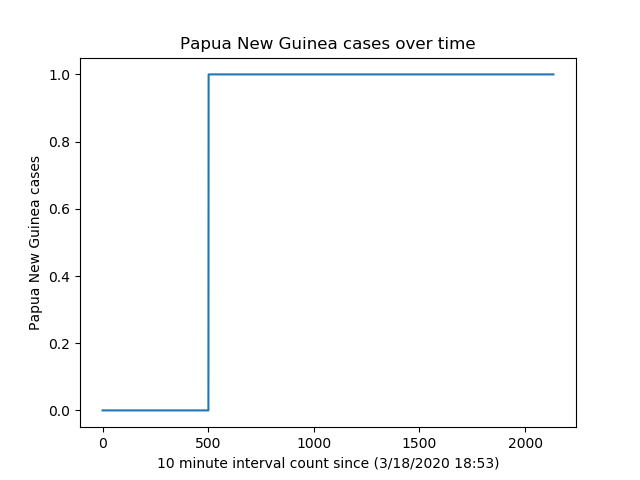 Papua New Guinea cases over time
Papua New Guinea cases
1.0
0.8
0.6
0.4
0.2
0.0
0 500 1000 1500 2000
10 minute interval count since (3/18/2020 18:53)